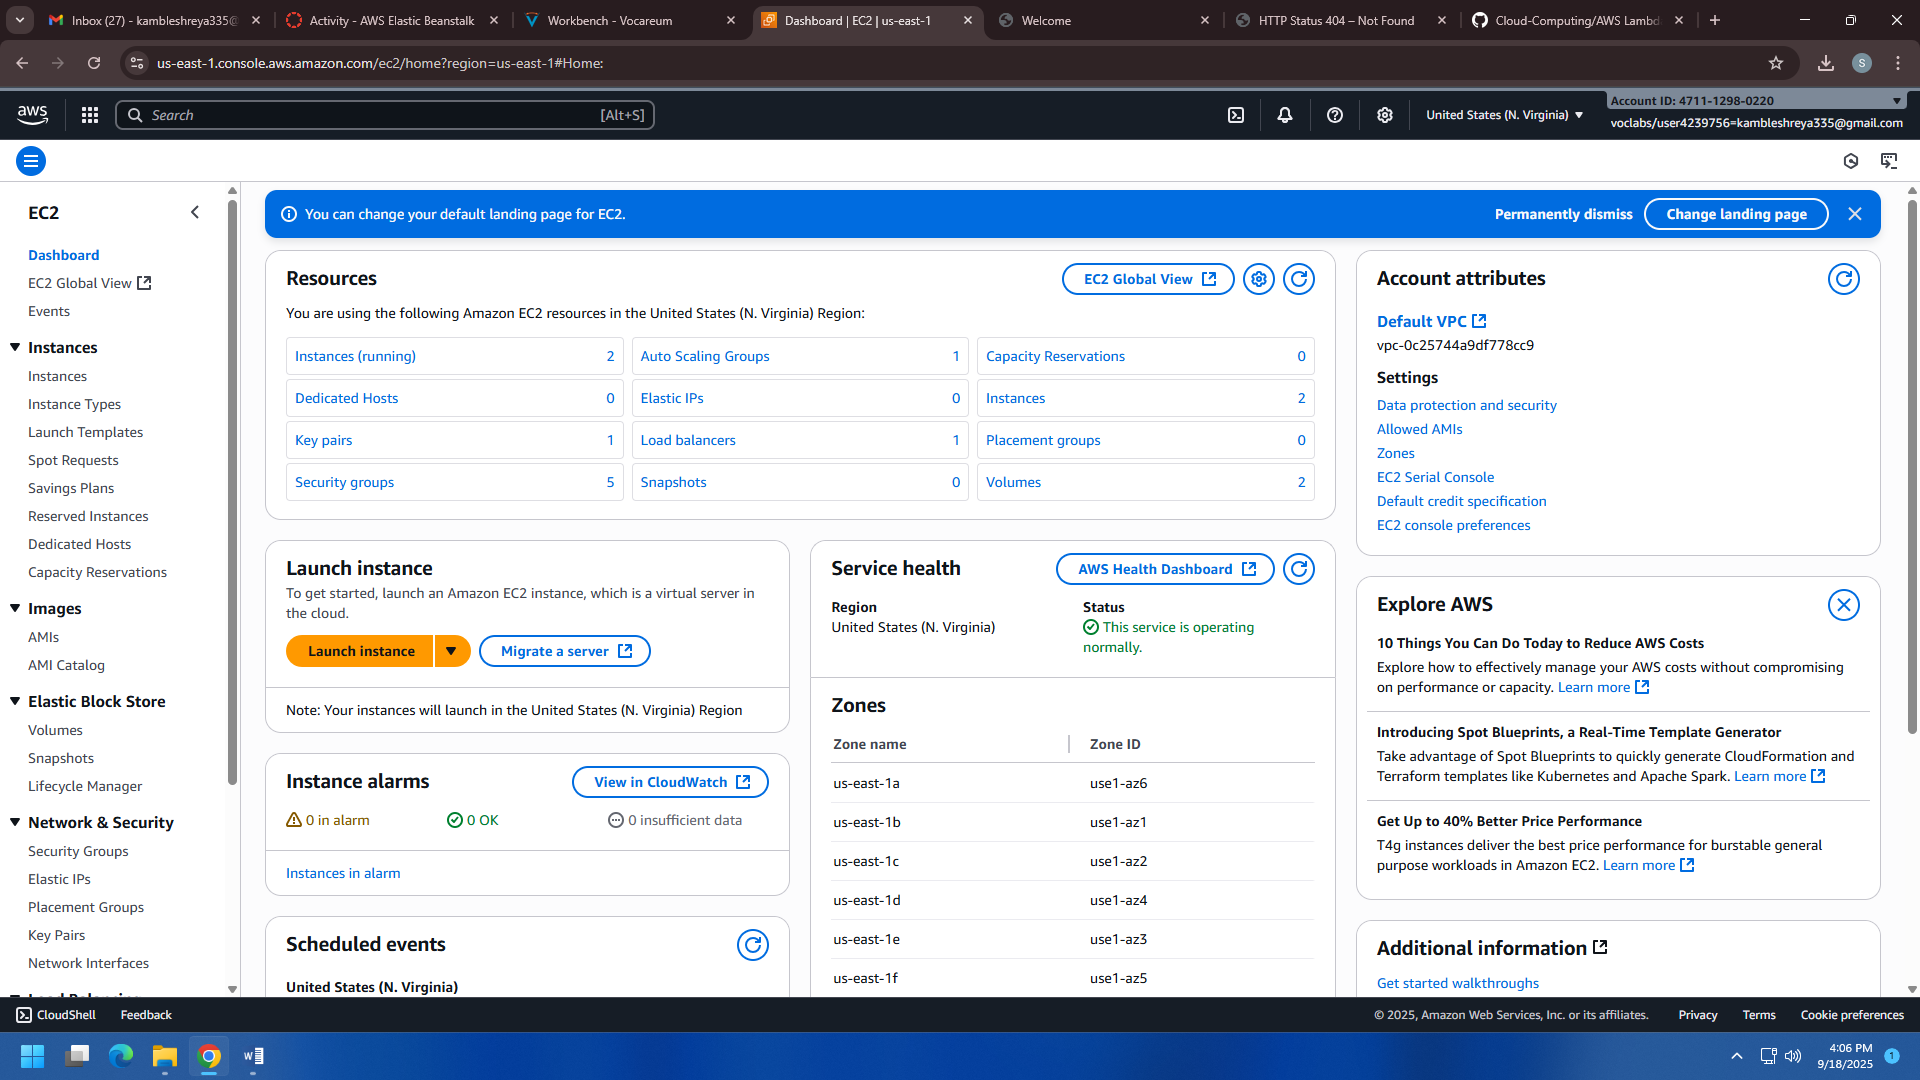 Inbox (27) - kambleshreya335@
Activity - AWS Elastic Beanstalk
Workbench - Vocareum
Dashboard | EC2 | us-east-1
Welcome
HTTP Status 404 – Not Found
Cloud-Computing/AWS Lambd
us-east-1.console.aws.amazon.com/ec2/home?region=us-east-1#Home:
S
aws
Search
[Alt+S]
United States (N. Virginia)
Account ID: 4711-1298-0220
voclabs/user4239756=kambleshreya335@gmail.com
EC2
Dashboard
EC2 Global View
Events
Instances
Instances
Instance Types
Launch Templates
Spot Requests
Savings Plans
Reserved Instances
Dedicated Hosts
Capacity Reservations
Images
AMIs
AMI Catalog
Elastic Block Store
Volumes
Snapshots
Lifecycle Manager
Network & Security
Security Groups
Elastic IPs
Placement Groups
Key Pairs
Network Interfaces
Load Balancing
You can change your default landing page for EC2.
Permanently dismiss
Change landing page
Resources
EC2 Global View
You are using the following Amazon EC2 resources in the United States (N. Virginia) Region:
Instances (running) 2
Auto Scaling Groups 1
Capacity Reservations 0
Dedicated Hosts 0
Elastic IPs 0
Instances 2
Key pairs 1
Load balancers 1
Placement groups 0
Security groups 5
Snapshots 0
Volumes 2
Launch instance
To get started, launch an Amazon EC2 instance, which is a virtual server in
the cloud.
Launch instance
Migrate a server
Note: Your instances will launch in the United States (N. Virginia) Region
Instance alarms
View in CloudWatch
0 in alarm
0 OK
0 insufficient data
Instances in alarm
Scheduled events
United States (N. Virginia)
Service health
AWS Health Dashboard
Region
United States (N. Virginia)
Status
This service is operating
normally.
Zones
Zone name
Zone ID
us-east-1a use1-az6
us-east-1b use1-az1
us-east-1c use1-az2
us-east-1d use1-az4
us-east-1e use1-az3
us-east-1f use1-az5
Account attributes
Default VPC
vpc-0c25744a9df778cc9
Settings
Data protection and security
Allowed AMIs
Zones
EC2 Serial Console
Default credit specification
EC2 console preferences
Explore AWS
10 Things You Can Do Today to Reduce AWS Costs
Explore how to effectively manage your AWS costs without compromising
on performance or capacity. Learn more
Introducing Spot Blueprints, a Real-Time Template Generator
Take advantage of Spot Blueprints to quickly generate CloudFormation and
Terraform templates like Kubernetes and Apache Spark. Learn more
Get Up to 40% Better Price Performance
T4g instances deliver the best price performance for burstable general
purpose workloads in Amazon EC2. Learn more
Additional information
Get started walkthroughs
CloudShell
Feedback
© 2025, Amazon Web Services, Inc. or its affiliates.
Privacy
Terms
Cookie preferences
4:06 PM
9/18/2025
1